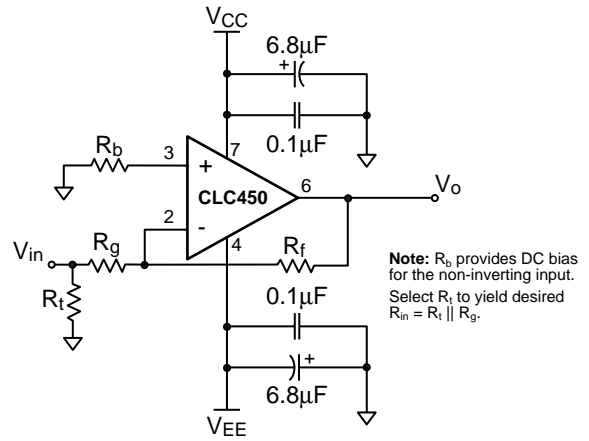 VCC
6.8μF
+
0.1μF
Rb
3
7
+
CLC450
6
Vo
2
-
4
Vin
Rg
Rf
Rt
Note: Rb provides DC bias
for the non-inverting input.
Select Rt to yield desired
Rin = Rt || Rg.
0.1μF
+
6.8μF
VEE